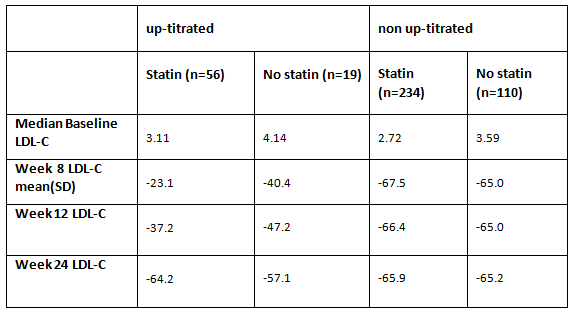 up-titrated non up-titrated
Statin (n=56) No statin (n=19) Statin (n=234) No statin (n=110)
Median Baseline LDL-C 3.11 4.14 2.72 3.59
Week 8 LDL-C mean(SD) -23.1 -40.4 -67.5 -65.0
Week12 LDL-C -37.2 -47.2 -66.4 -65.0
Week24 LDL-C -64.2 -57.1 -65.9 -65.2